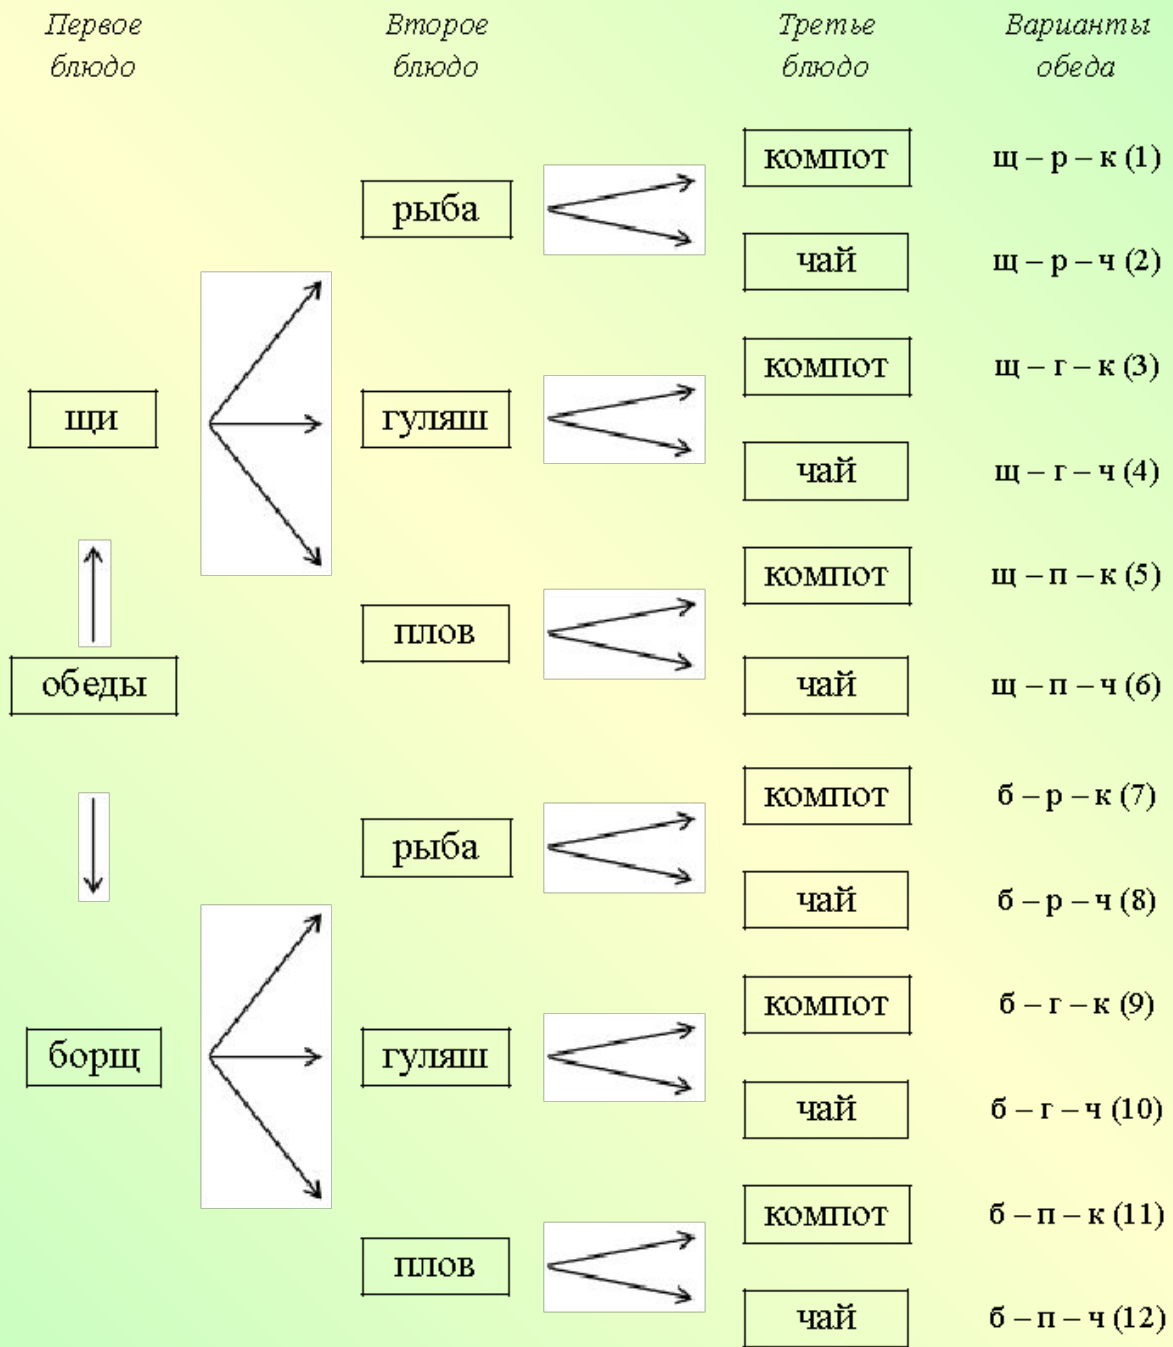 Первое
блюдо
Второе
блюдо
Третье
блюдо
Варианты
обеда
компот
щ – р – к (1)
рыба
чай
щ – р – ч (2)
компот
щ – г – к (3)
щи
гуляш
чай
щ – г – ч (4)
компот
щ – п – к (5)
плов
обеды
чай
щ – п – ч (6)
компот
б – р – к (7)
рыба
чай
б – р – ч (8)
компот
б – г – к (9)
борщ
гуляш
чай
б – г – ч (10)
компот
б – п – к (11)
плов
чай
б – п – ч (12)